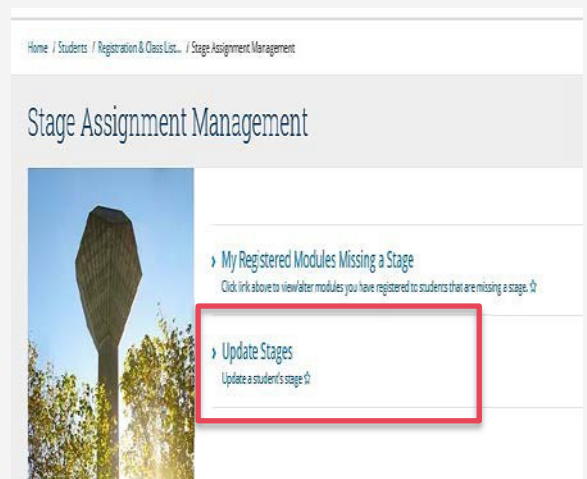 Home / Students / Registration & Class List... / Stage Assignment Management
Stage Assignment Management
› My Registered Modules Missing a Stage
Click link above to view/alter modules you have registered to students that are missing a stage. ☆
› Update Stages
Update a student's stage ☆